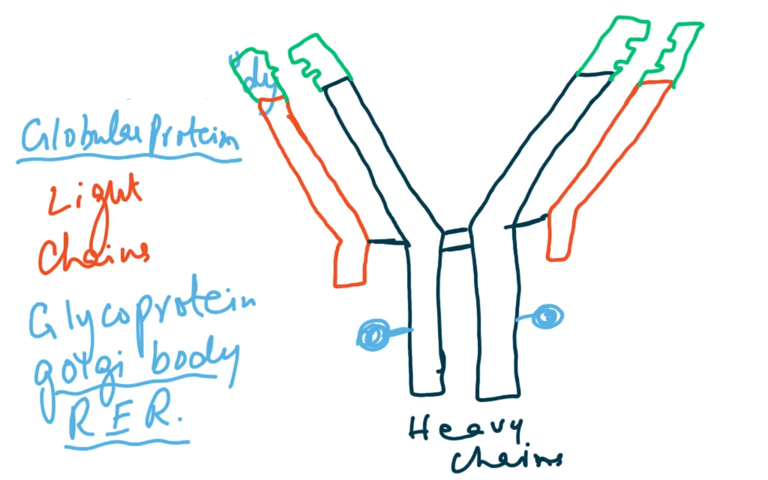 Globular protein
Light
Chains
Glycoprotein
golgi body
R E R.
Heavy
chains